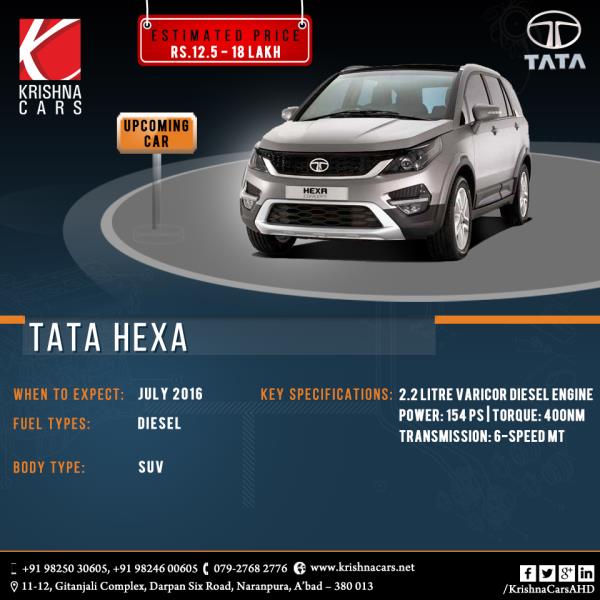 KRISHNA
CARS
ESTIMATED PRICE
RS.12.5 - 18 LAKH
TATA
UPCOMING
CAR
TATA
HEXA
CONCEPT
TATA HEXA
WHEN TO EXPECT: JULY 2016
FUEL TYPES: DIESEL
BODY TYPE: SUV
KEY SPECIFICATIONS: 2.2 LITRE VARICOR DIESEL ENGINE
POWER: 154 PS | TORQUE: 400NM
TRANSMISSION: 6-SPEED MT
+91 98250 30605, +91 98246 00605 079-2768 2776 www.krishnacars.net
11-12, Gitanjali Complex, Darpan Six Road, Naranpura, A'bad – 380 013
f g+ in
/KrishnaCarsAHD